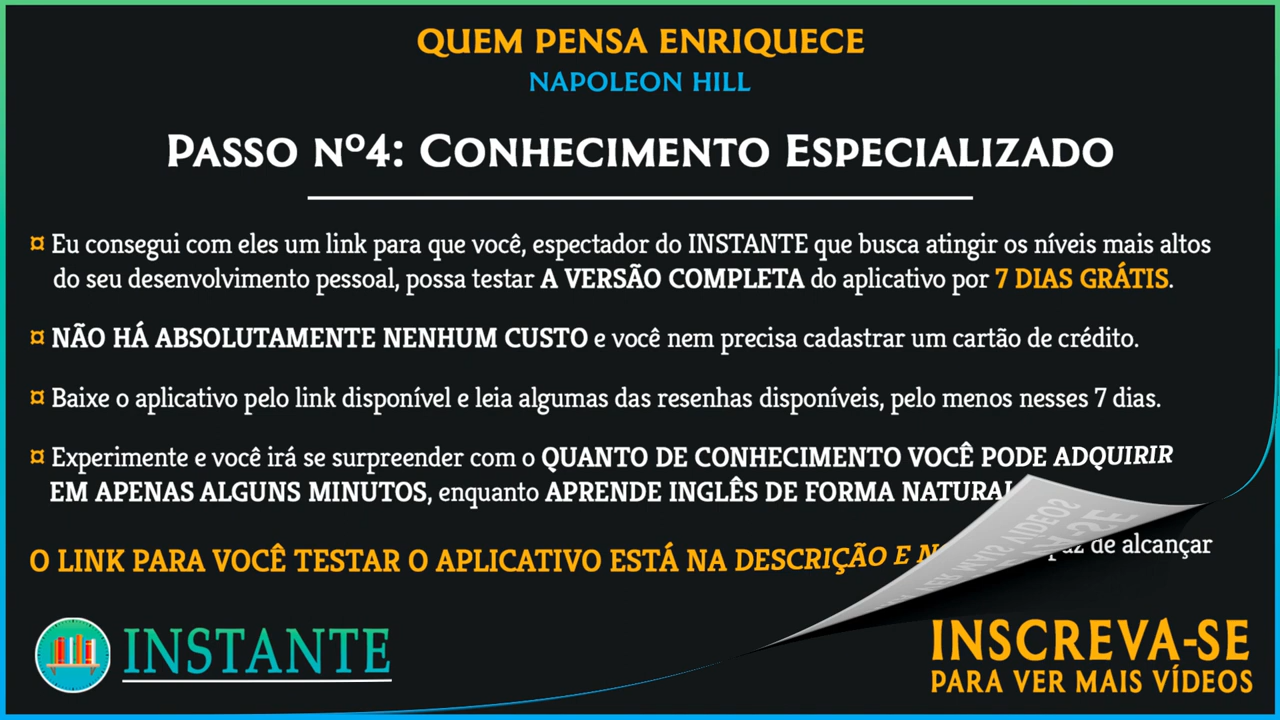 QUEM PENSA ENRIQUECE
NAPOLEON HILL
PASSO Nº4: CONHECIMENTO ESPECIALIZADO
¤ Eu consegui com eles um link para que você, espectador do INSTANTE que busca atingir os níveis mais altos
do seu desenvolvimento pessoal, possa testar A VERSÃO COMPLETA do aplicativo por 7 DIAS GRÁTIS.
¤ NÃO HÁ ABSOLUTAMENTE NENHUM CUSTO e você nem precisa cadastrar um cartão de crédito.
¤ Baixe o aplicativo pelo link disponível e leia algumas das resenhas disponíveis, pelo menos nesses 7 dias.
¤ Experimente e você irá se surpreender com o QUANTO DE CONHECIMENTO VOCÊ PODE ADQUIRIR
EM APENAS ALGUNS MINUTOS, enquanto APRENDE INGLÊS DE FORMA NATURAL
O LINK PARA VOCÊ TESTAR O APLICATIVO ESTÁ NA DESCRIÇÃO E
de alcançar
INSTANTE
INSCREVA-SE
PARA VER MAIS VÍDEOS